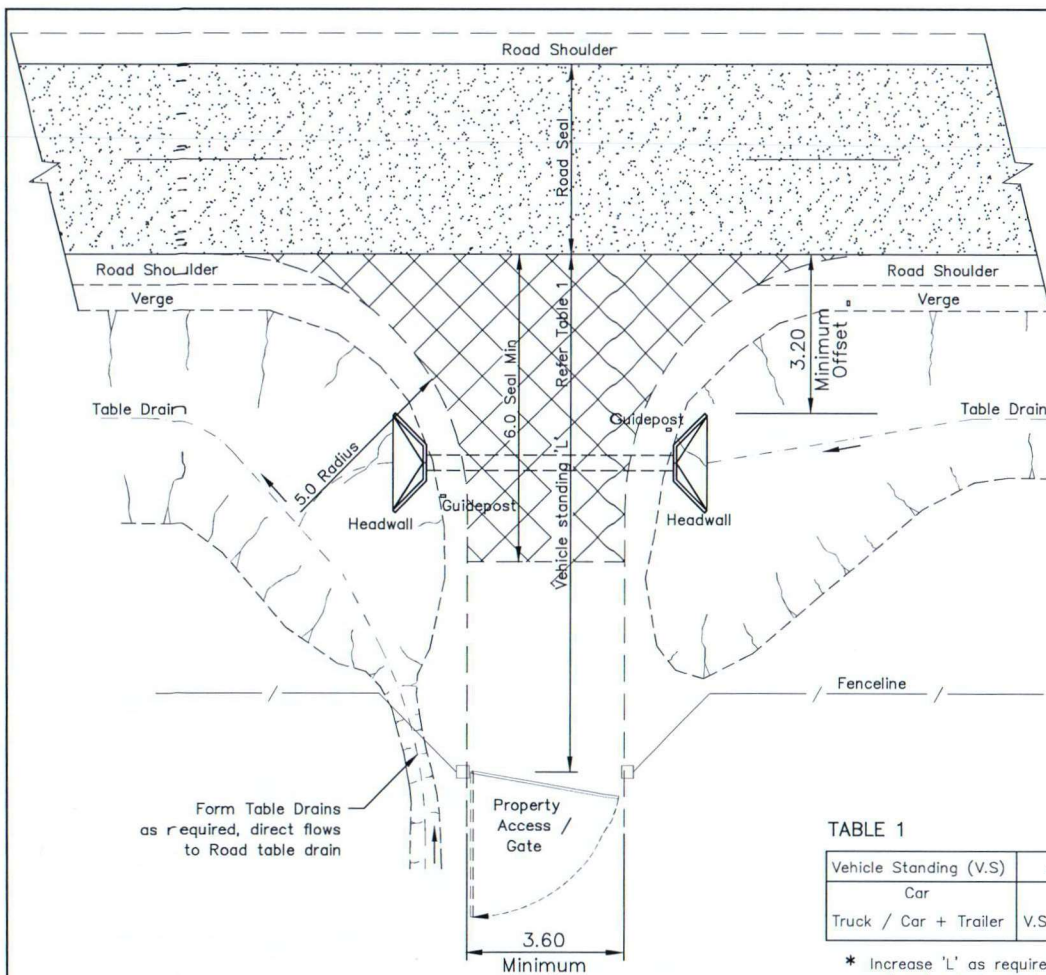 Road Shoulder
Road Seal
Road Shoulder
Verge
Road Shoulder
Verge
6.0 Seal Min
Vehicle standing 'L'
Refer Table 1
3.20
Minimum
Offset
Table Drain
Table Drain
5.0 Radius
Guidepost
Guidepost
Headwall
Headwall
Fenceline
Form Table Drains
as required, direct flows
to Road table drain
Property
Access /
Gate
3.60
Minimum
TABLE 1
Vehicle Standing (V.S)
Car
Truck / Car + Trailer
V.S
* Increase 'L' as require